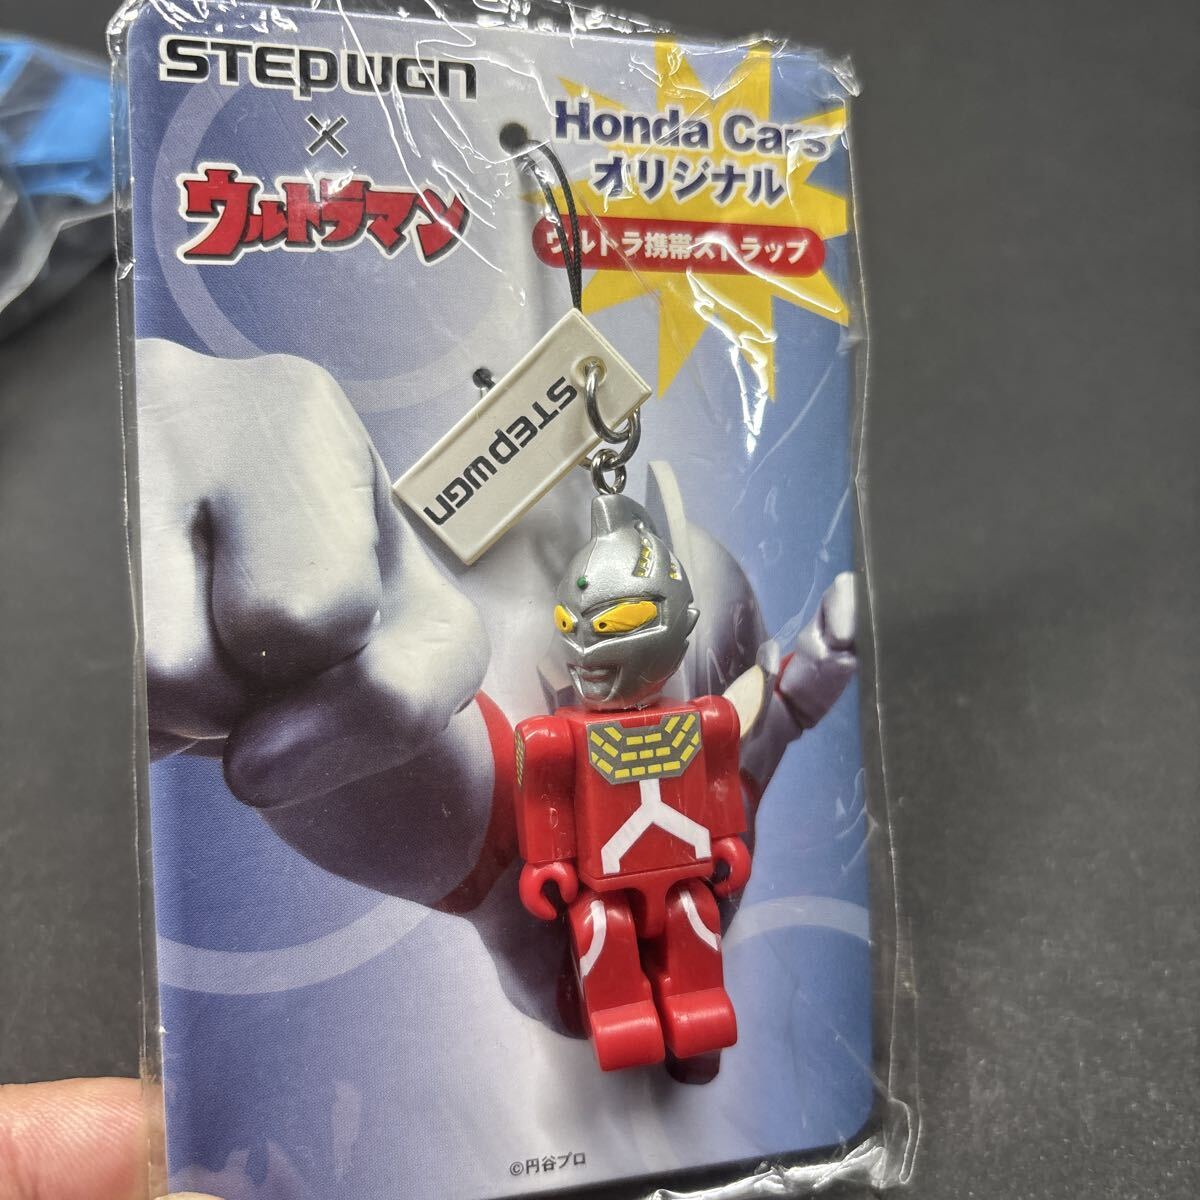 STEPWGN
×
ウルトラマン
Honda Cars
オリジナル
ウルトラ携帯ストラップ
STEPWGN
©円谷プロ